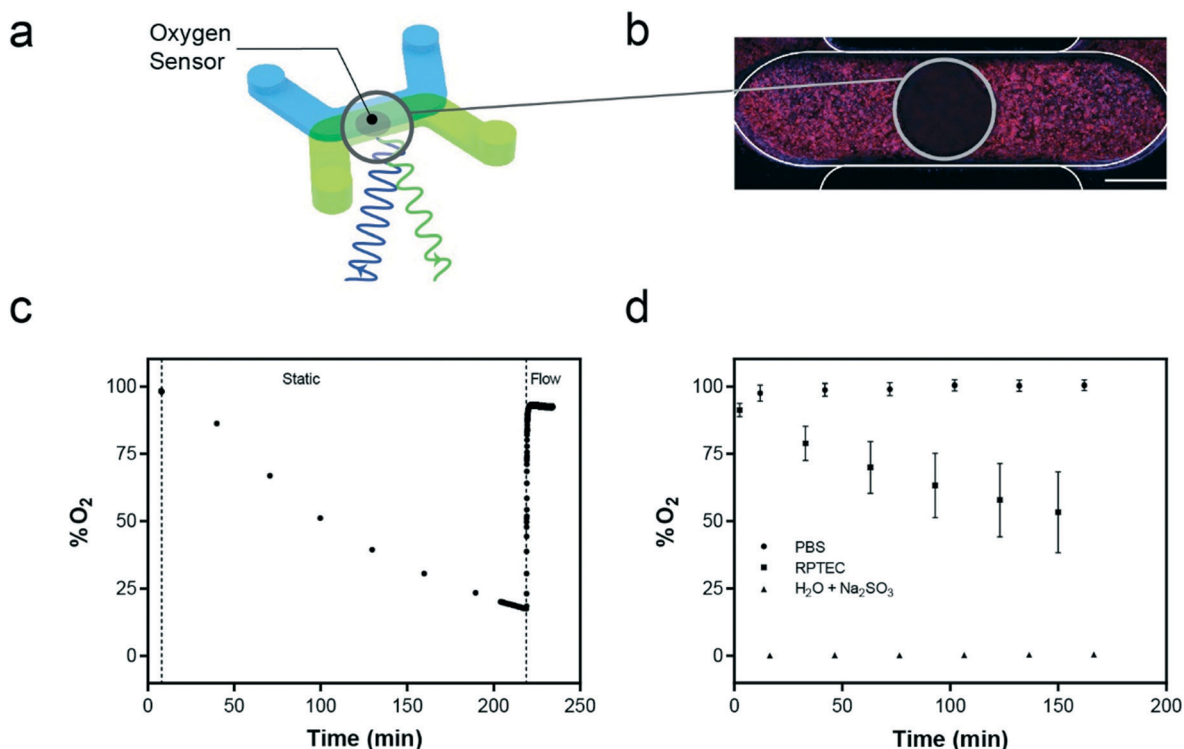 a
Oxygen
Sensor
b
c
100
75
50
25
0
% O₂
Static
Flow
0 50 100 150 200 250
Time (min)
d
100
75
50
25
0
% O₂
PBS
RPTEC
H₂O + Na₂SO₃
0 50 100 150 200
Time (min)